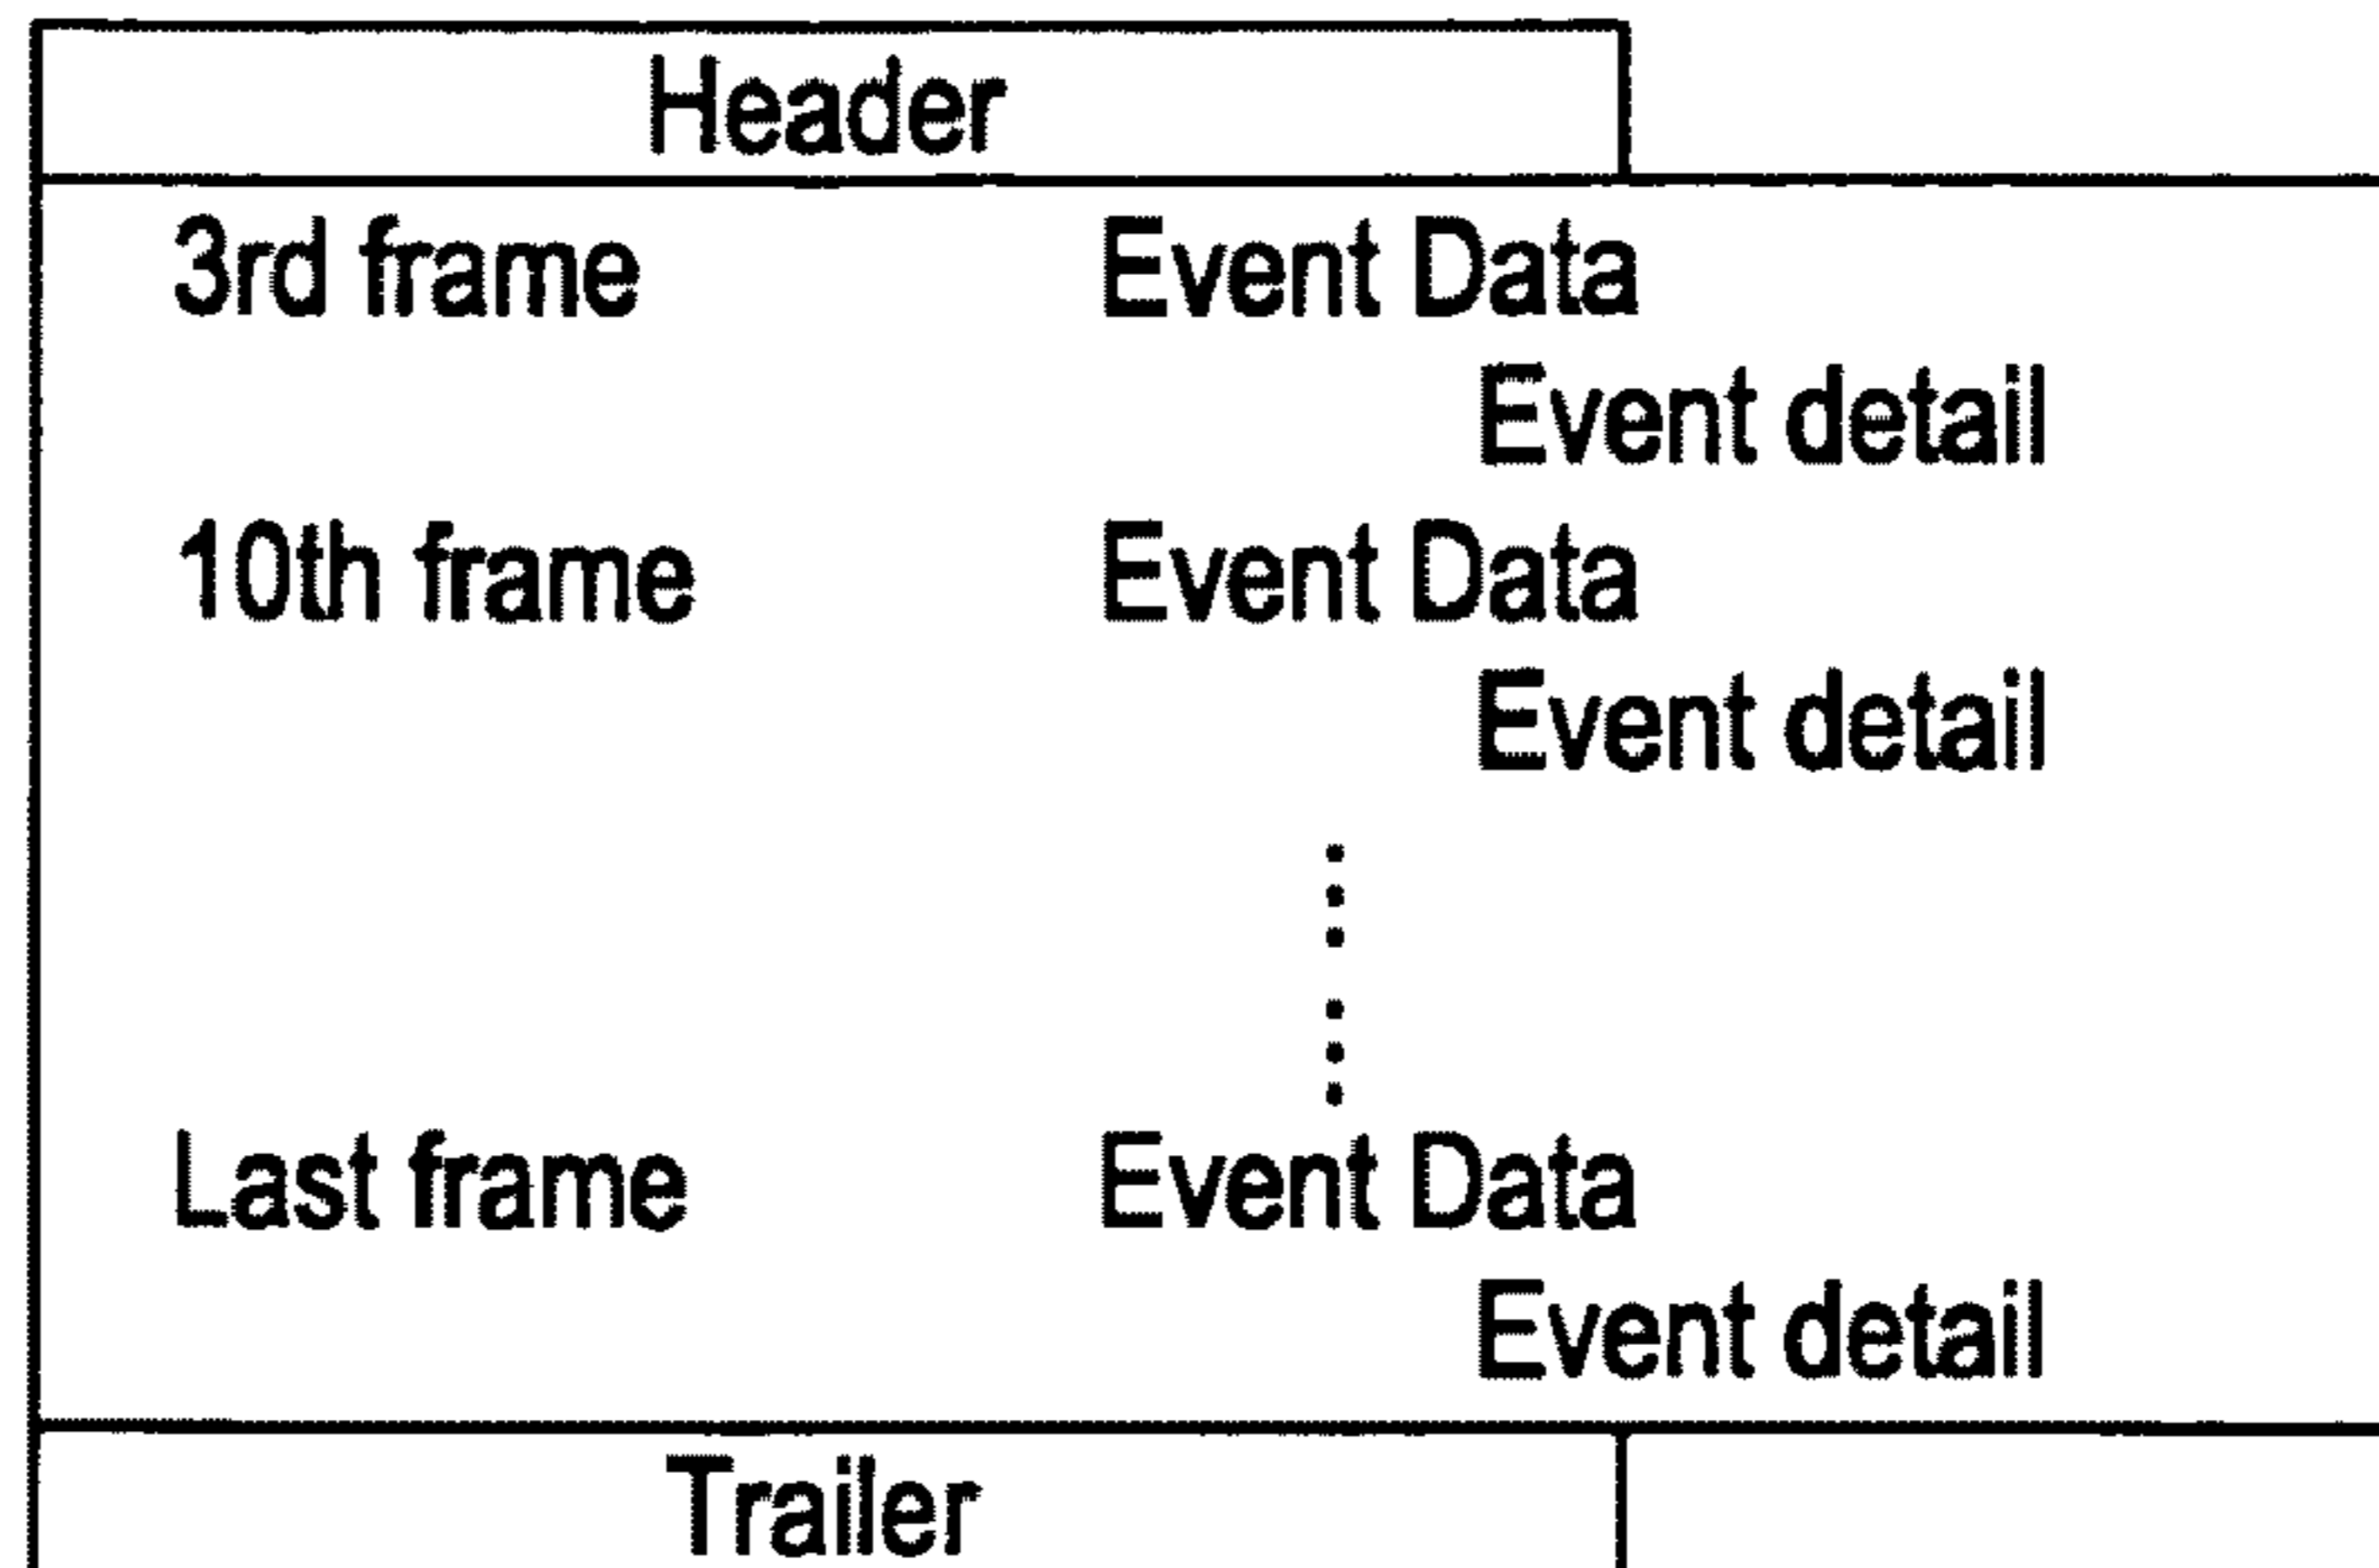 Header
3rd frame Event Data
Event detail
10th frame Event Data
Event detail
Last frame Event Data
Event detail
Trailer